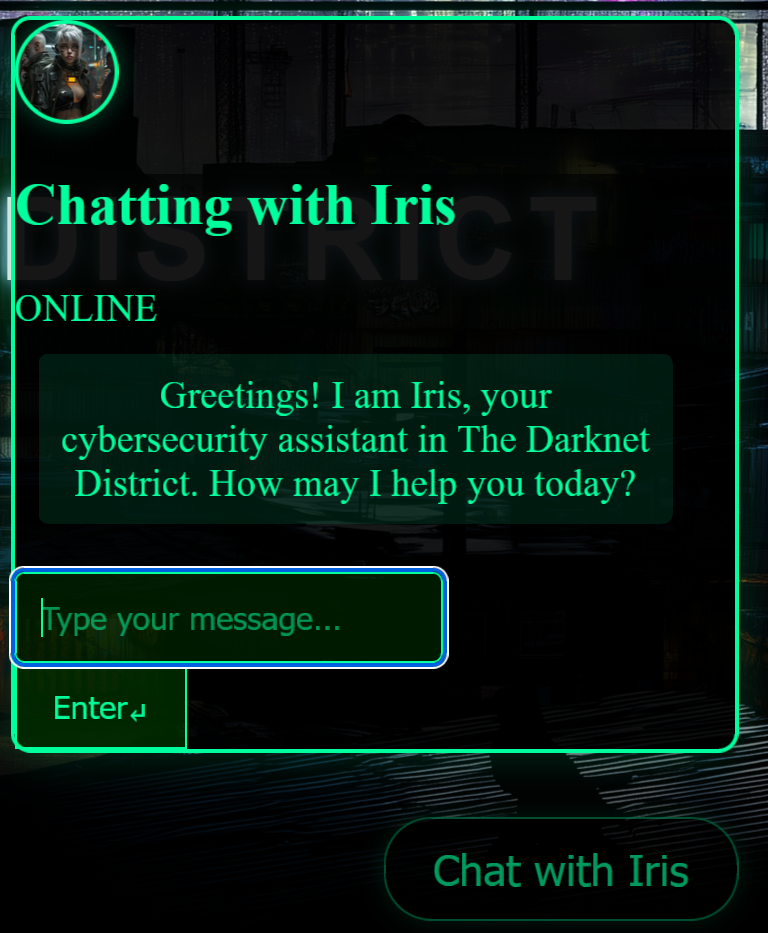 Chatting with Iris
DISTRICT
ONLINE
Greetings! I am Iris, your
cybersecurity assistant in The Darknet
District. How may I help you today?
Type your message...
Enter↵
Chat with Iris